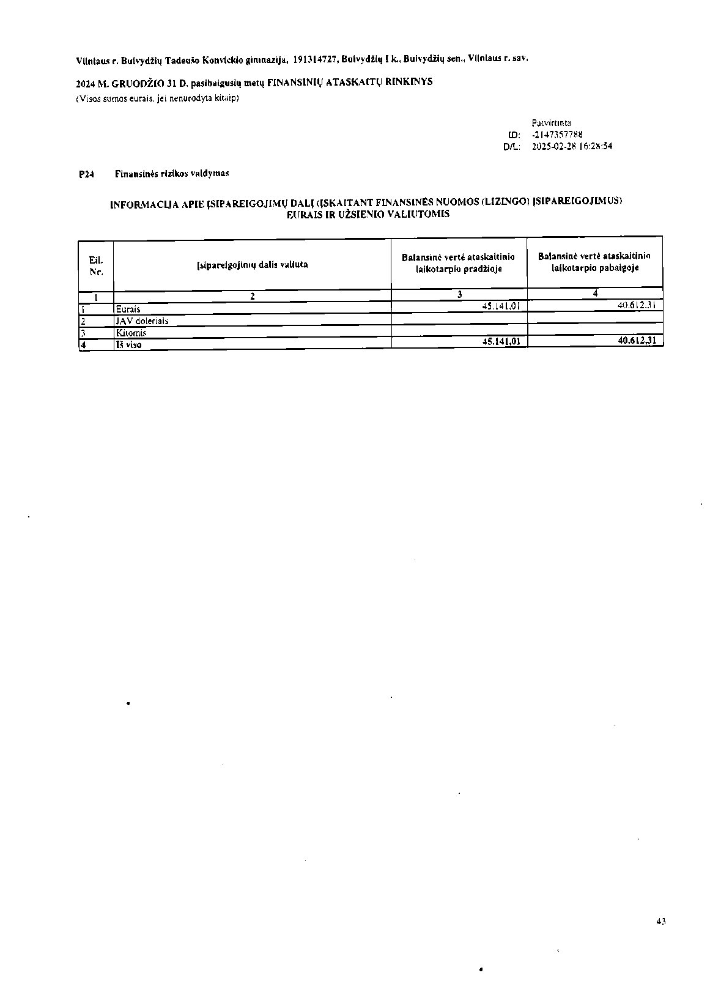 Vilniaus r. Buivydžių Tadeušo Konvickio gimnazija, 191314727, Buivydžių I k., Buivydžių sen., Vilniaus r. sav.
2024 M. GRUODŽIO 31 D. pasibaigusių metų FINANSINIŲ ATASKAITŲ RINKINYS
(Visos sumos eurais, jei nenurodyta kitaip)
Patvirtinta
ID: -2147357788
D/L: 2025-02-28 16:28:54
P24 Finansinės rizikos valdymas
INFORMACIJA APIE ĮSIPAREIGOJIMŲ DALĮ (ĮSKAITANT FINANSINĖS NUOMOS (LIZINGO) ĮSIPAREIGOJIMUS)
EURAIS IR UŽSIENIO VALIUTOMIS
Eil. Nr. Įsipareigojimų dalis valiuta Balansinė vertė ataskaitinio laikotarpio pradžioje Balansinė vertė ataskaitinio laikotarpio pabaigoje
1 2 3 4
1 Eurais 45.141,01 40.612,31
2 JAV doleriais
3 Kitomis
4 Iš viso 45.141,01 40.612,31
43